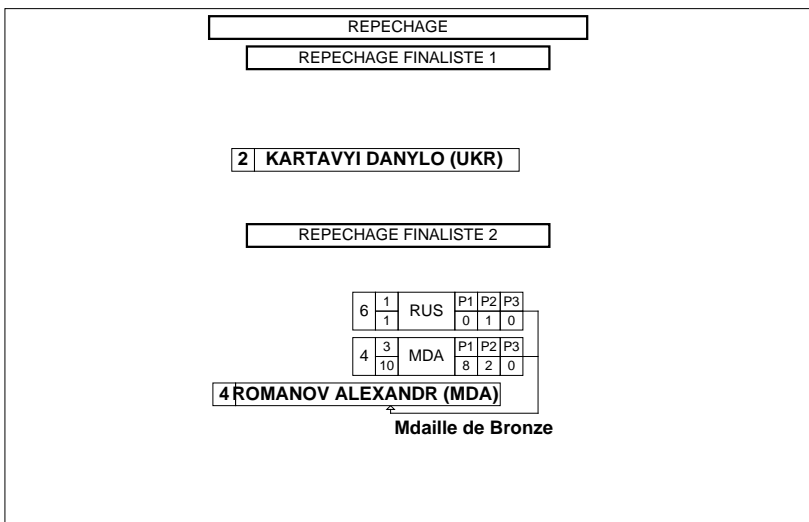 REPECHAGE
REPECHAGE FINALISTE 1
2 KARTAVYI DANYLO (UKR)
REPECHAGE FINALISTE 2
6 1 RUS P1 P2 P3
1 0 1 0
4 3 MDA P1 P2 P3
10 8 2 0
4 ROMANOV ALEXANDR (MDA)
Mdaille de Bronze